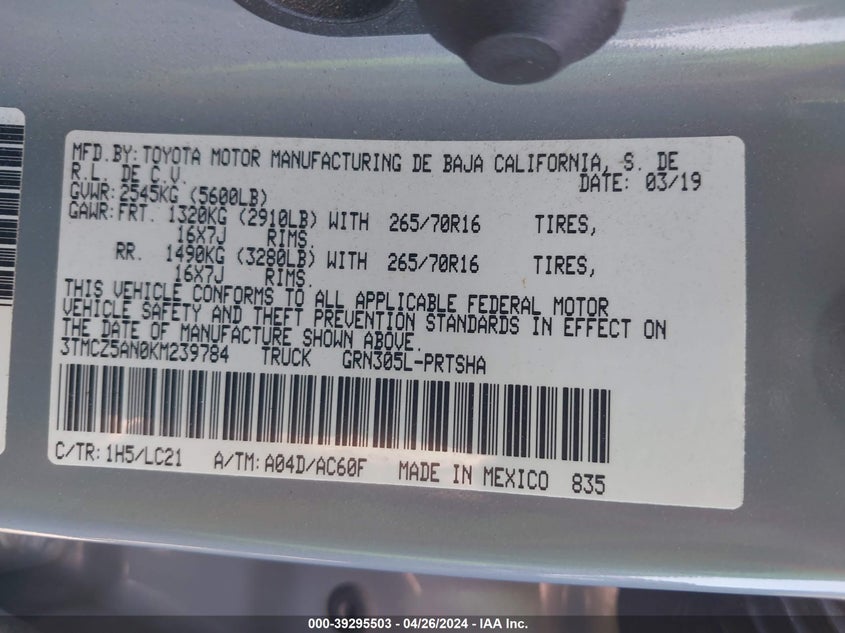 MFD.BY:TOYOTA MOTOR MANUFACTURING DE BAJA CALIFORNIA, S. DE
R.L. DE C.V. DATE: 03/19
GVWR:2545KG (5600LB)
GAWR:FRT. 1320KG (2910LB) WITH 265/70R16 TIRES,
16X7J RIMS.
RR. 1490KG (3280LB) WITH 265/70R16 TIRES,
16X7J RIMS.
THIS VEHICLE CONFORMS TO ALL APPLICABLE FEDERAL MOTOR
VEHICLE SAFETY AND THEFT PREVENTION STANDARDS IN EFFECT ON
THE DATE OF MANUFACTURE SHOWN ABOVE.
3TMCZ5AN0KM239784 TRUCK GRN305L-PRTSHA
C/TR: 1H5/LC21 A/TM: A04D/AC60F MADE IN MEXICO 835
000-39295503 - 04/26/2024 - IAA Inc.